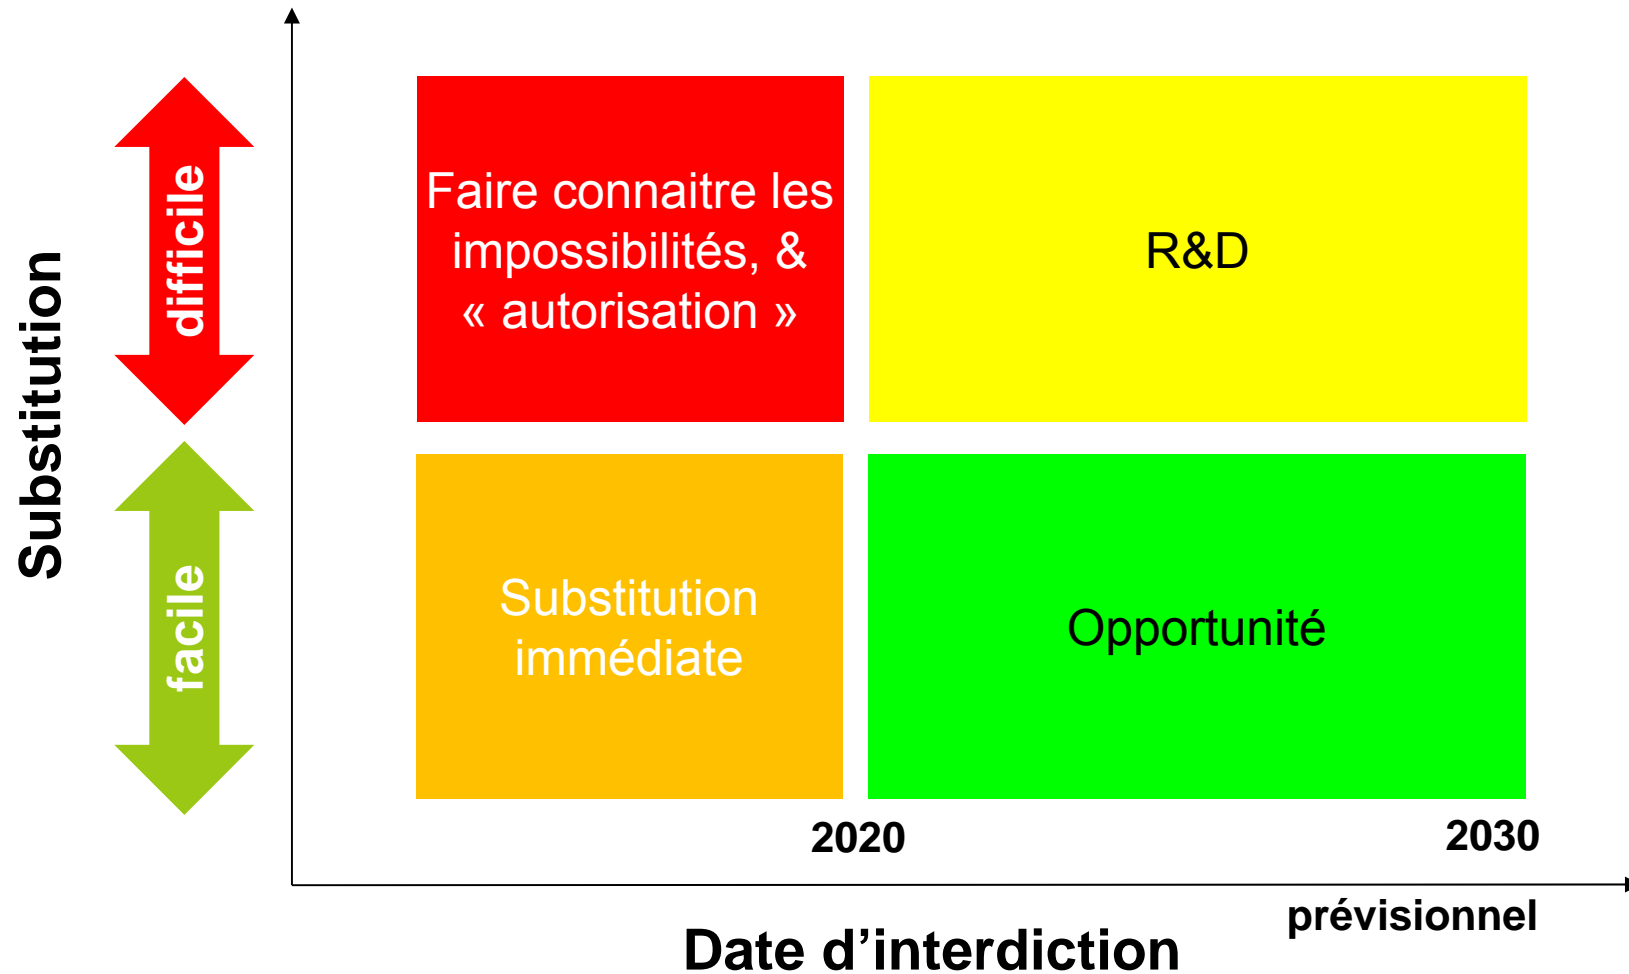 Substitution
difficile
facile
Faire connaitre les
impossibilités, &
« autorisation »
R&D
Substitution
immédiate
Opportunité
2020
2030
prévisionnel
Date d’interdiction